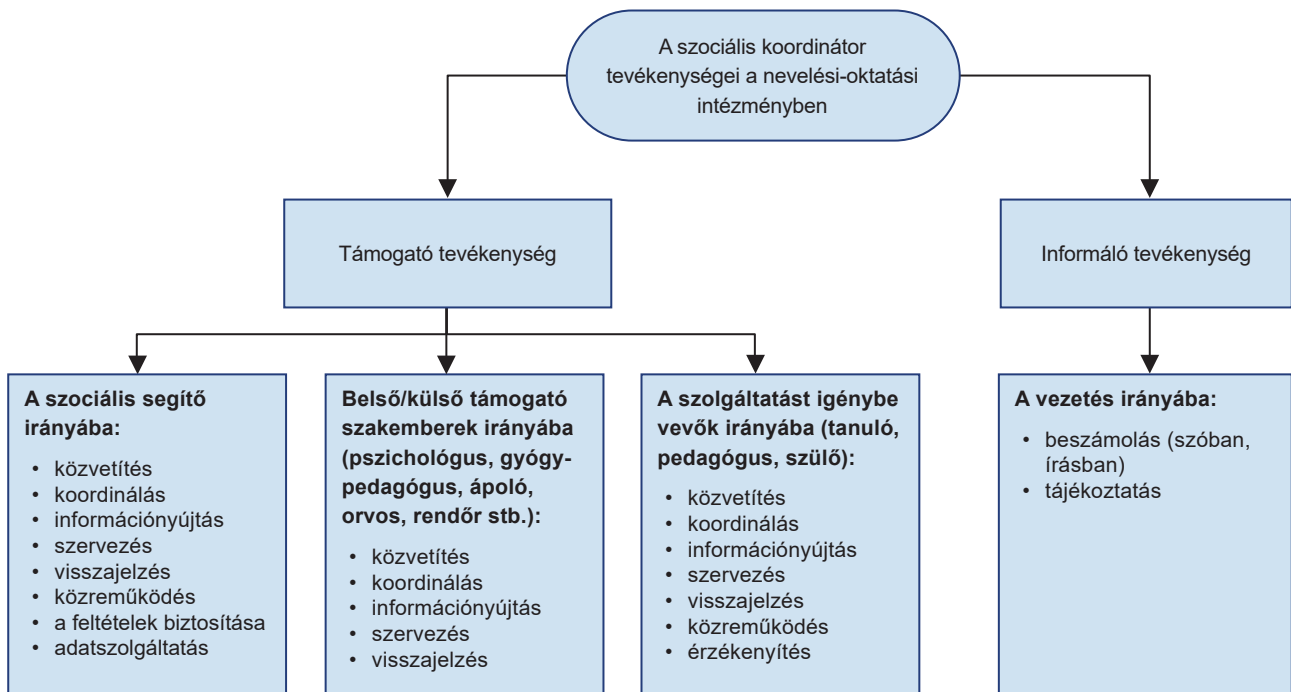 A szociális koordinátor
tevékenységei a nevelési-oktatási
intézményben
Támogató tevékenység
Informáló tevékenység
A szociális segítő
irányába:
• közvetítés
• koordinálás
• információnyújtás
• szervezés
• visszajelzés
• közreműködés
• a feltételek biztosítása
• adatszolgáltatás
Belső/külső támogató
szakemberek irányába
(pszichológus, gyógy-
pedagógus, ápoló,
orvos, rendőr stb.):
• közvetítés
• koordinálás
• információnyújtás
• szervezés
• visszajelzés
A szolgáltatást igénybe
vevők irányába (tanuló,
pedagógus, szülő):
• közvetítés
• koordinálás
• információnyújtás
• szervezés
• visszajelzés
• közreműködés
• érzékenyítés
A vezetés irányába:
• beszámolás (szóban,
írásban)
• tájékoztatás